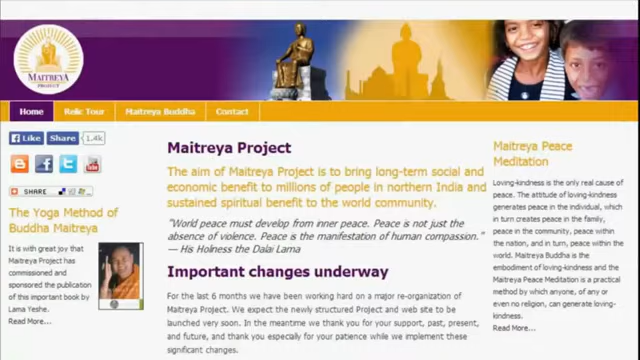 MAITREYA
PROJECT
Home
Relic Tour
Maitreya Buddha
Contact
Like
Share
1.4k
SHARE
The Yoga Method of
Buddha Maitreya
It is with great joy that
Maitreya Project has
commissioned and
sponsored the publication
of this important book by
Lama Yeshe.
Read More...
Maitreya Project
The aim of Maitreya Project is to bring long-term social and
economic benefit to millions of people in northern India and
sustained spiritual benefit to the world community.
"World peace must develop from inner peace. Peace is not just the
absence of violence. Peace is the manifestation of human compassion."
— His Holiness the Dalai Lama
Important changes underway
For the last 6 months we have been working hard on a major re-organization of
Maitreya Project. We expect the newly structured Project and web site to be
launched very soon. In the meantime we thank you for your support, past, present,
and future, and thank you especially for your patience while we implement these
significant changes.
Maitreya Peace
Meditation
Loving-kindness is the only real cause of
peace. The attitude of loving-kindness
generates peace in the individual, which
in turn creates peace in the family,
peace in the community, peace within
the nation, and in turn, peace within the
world. Maitreya Buddha is the
embodiment of loving-kindness and the
Maitreya Peace Meditation is a practical
method by which anyone, of any or
even no religion, can generate loving-
kindness.
Read More...